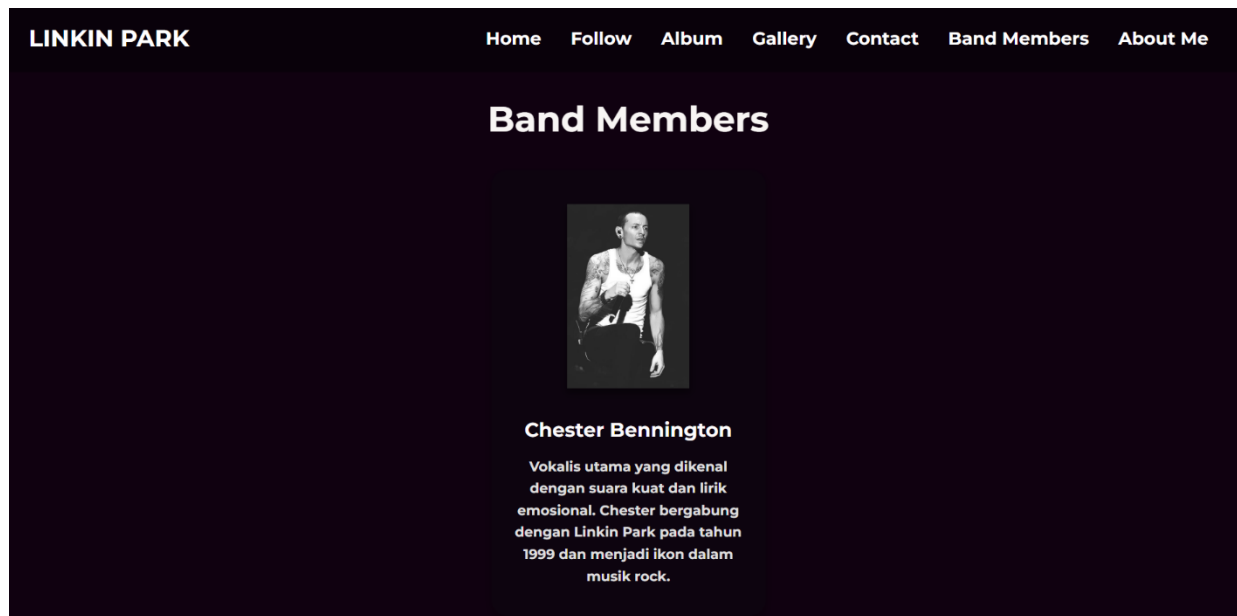 LINKIN PARK
Home Follow Album Gallery Contact Band Members About Me
Band Members
Chester Bennington
Vokalis utama yang dikenal
dengan suara kuat dan lirik
emosional. Chester bergabung
dengan Linkin Park pada tahun
1999 dan menjadi ikon dalam
musik rock.